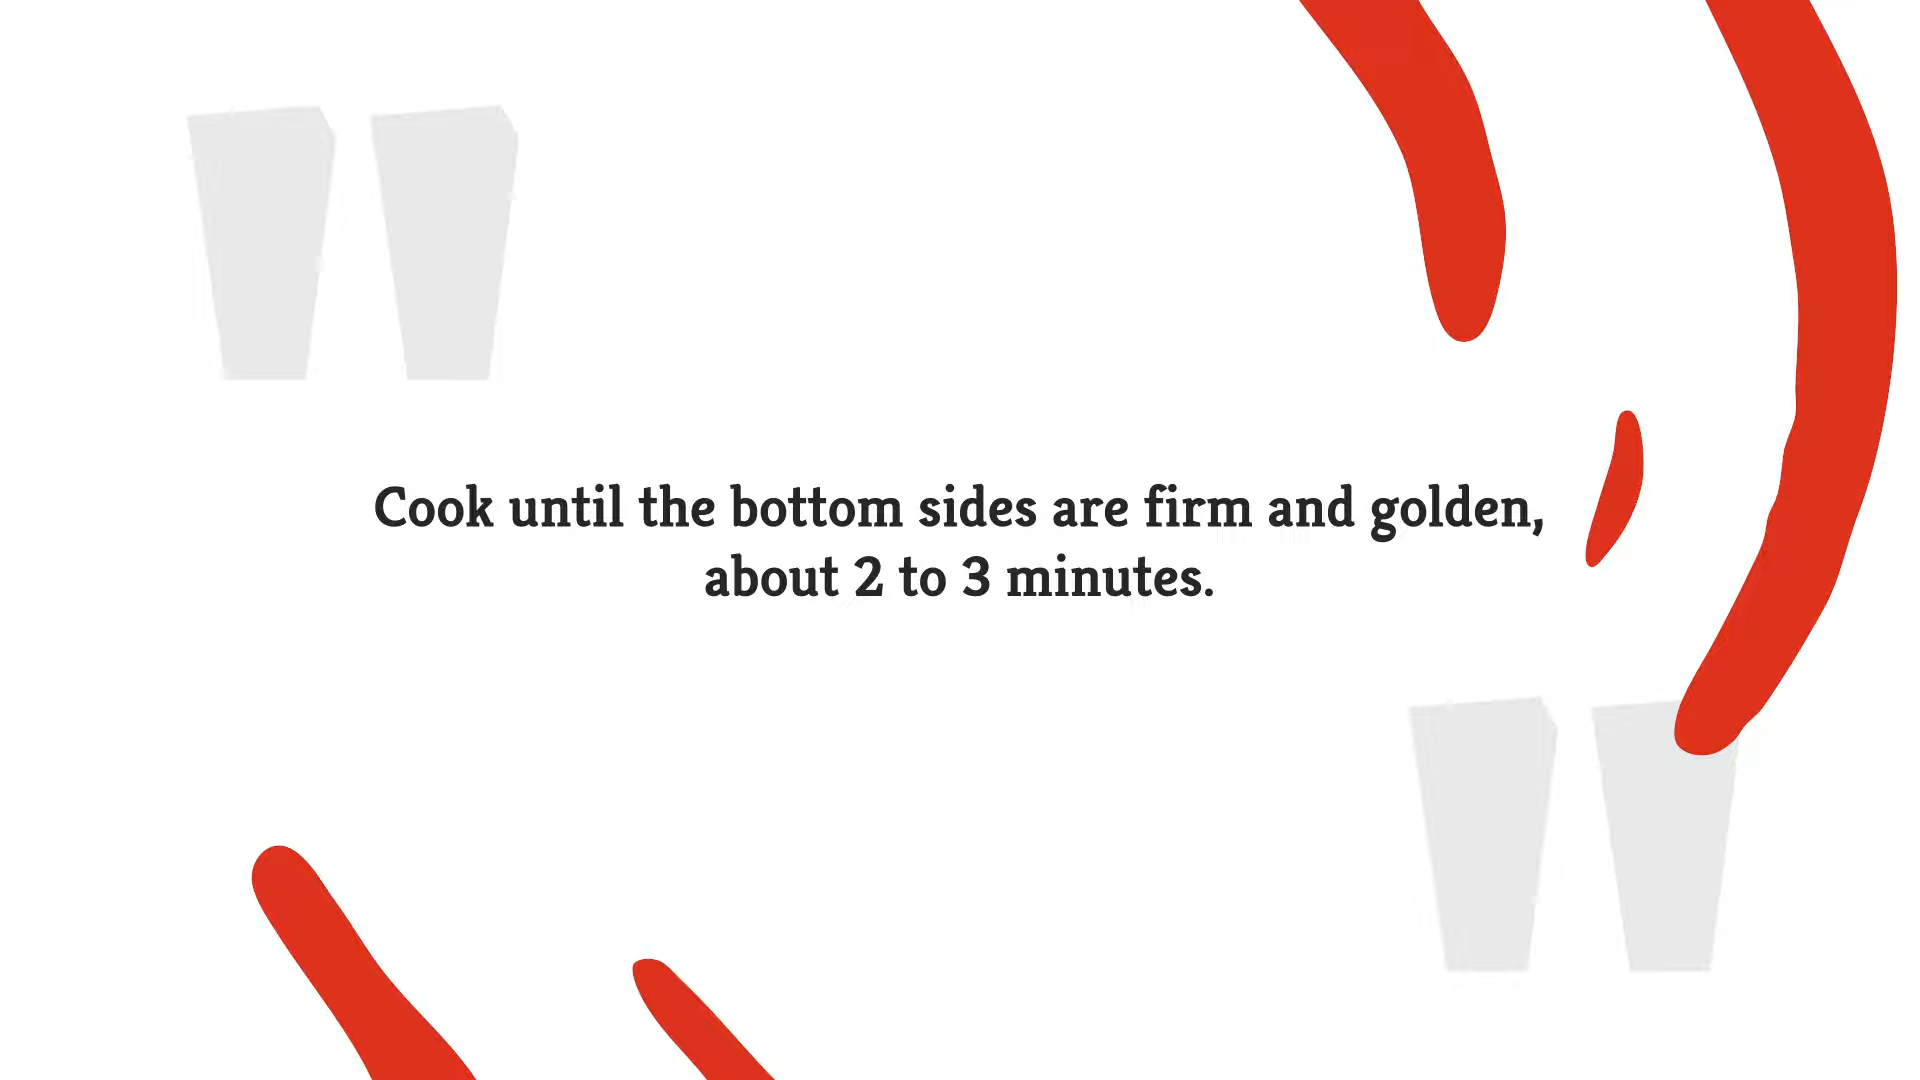 Cook until the bottom sides are firm and golden,
about 2 to 3 minutes.